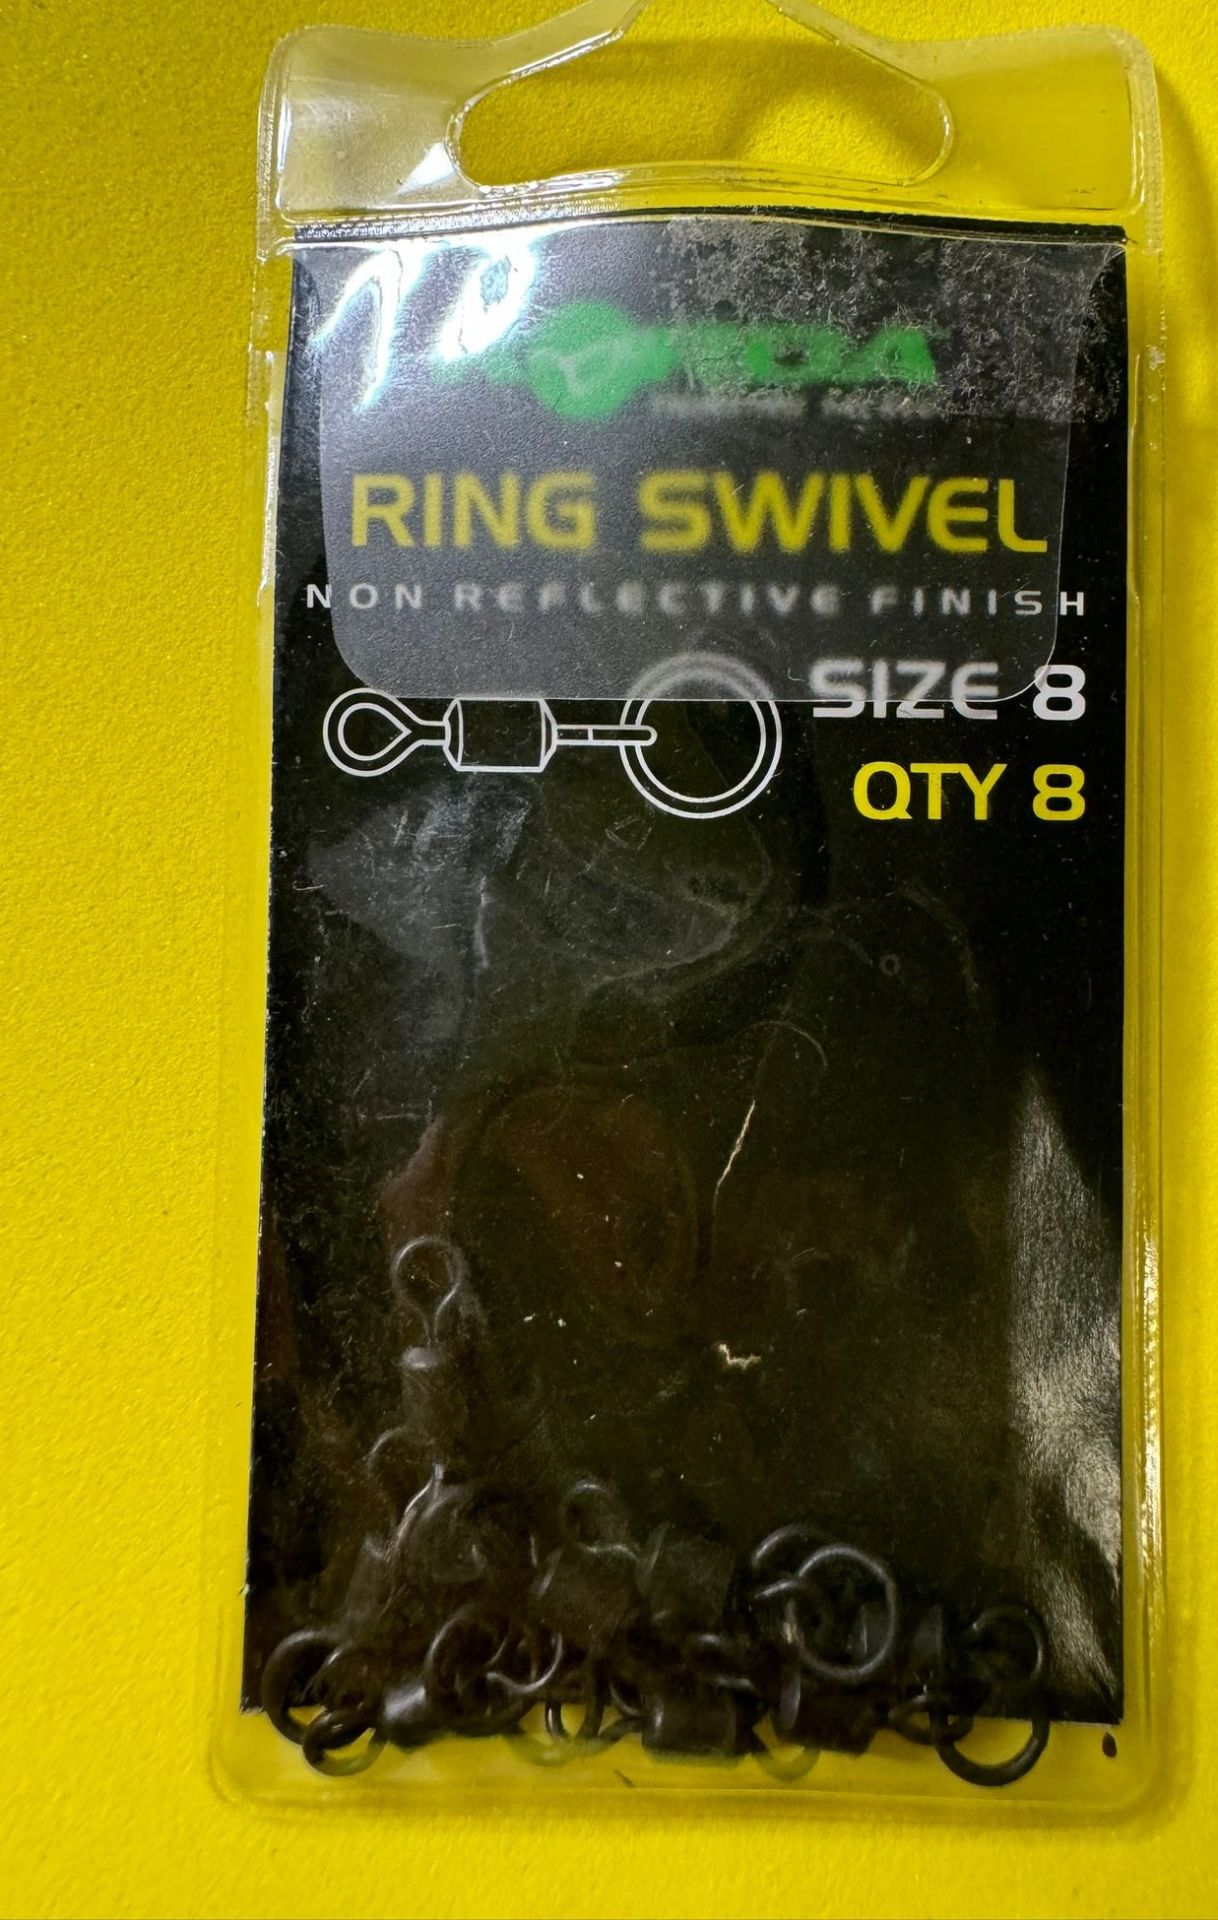 KORDA
RING SWIVEL
NON REFLECTIVE FINISH
SIZE 8
QTY 8